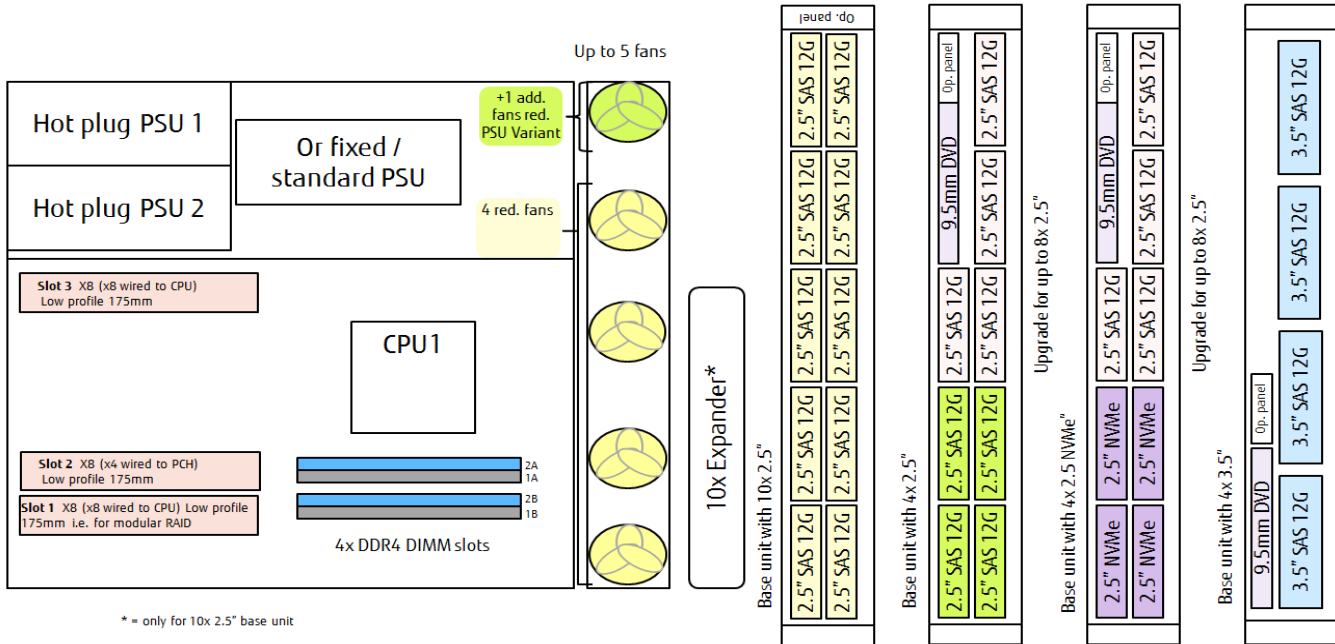 Up to 5 fans
Hot plug PSU 1
Hot plug PSU 2
Or fixed /
standard PSU
+1 add.
fans red.
PSU Variant
4 red. fans
Slot 3 X8 (x8 wired to CPU)
Low profile 175mm
CPU1
Slot 2 X8 (x4 wired to PCH)
Low profile 175mm
Slot 1 X8 (x8 wired to CPU) Low profile
175mm i.e. for modular RAID
2A
1A
2B
1B
4x DDR4 DIMM slots
* = only for 10x 2.5" base unit
10x Expander*
Base unit with 10x 2.5"
Op. panel
2.5" SAS 12G
2.5" SAS 12G
2.5" SAS 12G
2.5" SAS 12G
2.5" SAS 12G
2.5" SAS 12G
2.5" SAS 12G
2.5" SAS 12G
2.5" SAS 12G
2.5" SAS 12G
Base unit with 4x 2.5"
Op. panel
9.5mm DVD
2.5" SAS 12G
2.5" SAS 12G
2.5" SAS 12G
2.5" SAS 12G
2.5" SAS 12G
2.5" SAS 12G
2.5" SAS 12G
2.5" SAS 12G
Upgrade for up to 8x 2.5"
Base unit with 4x 2.5 NVMe"
Op. panel
9.5mm DVD
2.5" SAS 12G
2.5" SAS 12G
2.5" SAS 12G
2.5" SAS 12G
2.5" NVMe
2.5" NVMe
2.5" NVMe
2.5" NVMe
Upgrade for up to 8x 2.5"
Base unit with 4x 3.5"
Op. panel
9.5mm DVD
3.5" SAS 12G
3.5" SAS 12G
3.5" SAS 12G
3.5" SAS 12G